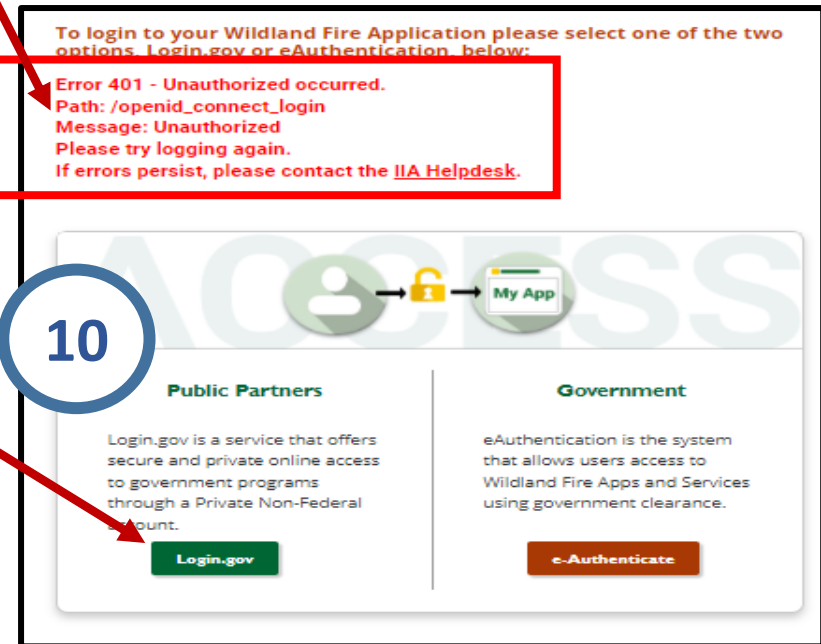 To login to your Wildland Fire Application please select one of the two
options, Login.gov or eAuthentication, below:
Error 401 - Unauthorized occurred.
Path: /openid_connect_login
Message: Unauthorized
Please try logging again.
If errors persist, please contact the IIA Helpdesk.
ACCESS
My App
10
Public Partners
Login.gov is a service that offers
secure and private online access
to government programs
through a Private Non-Federal
account.
Login.gov
Government
eAuthentication is the system
that allows users access to
Wildland Fire Apps and Services
using government clearance.
e-Authenticate